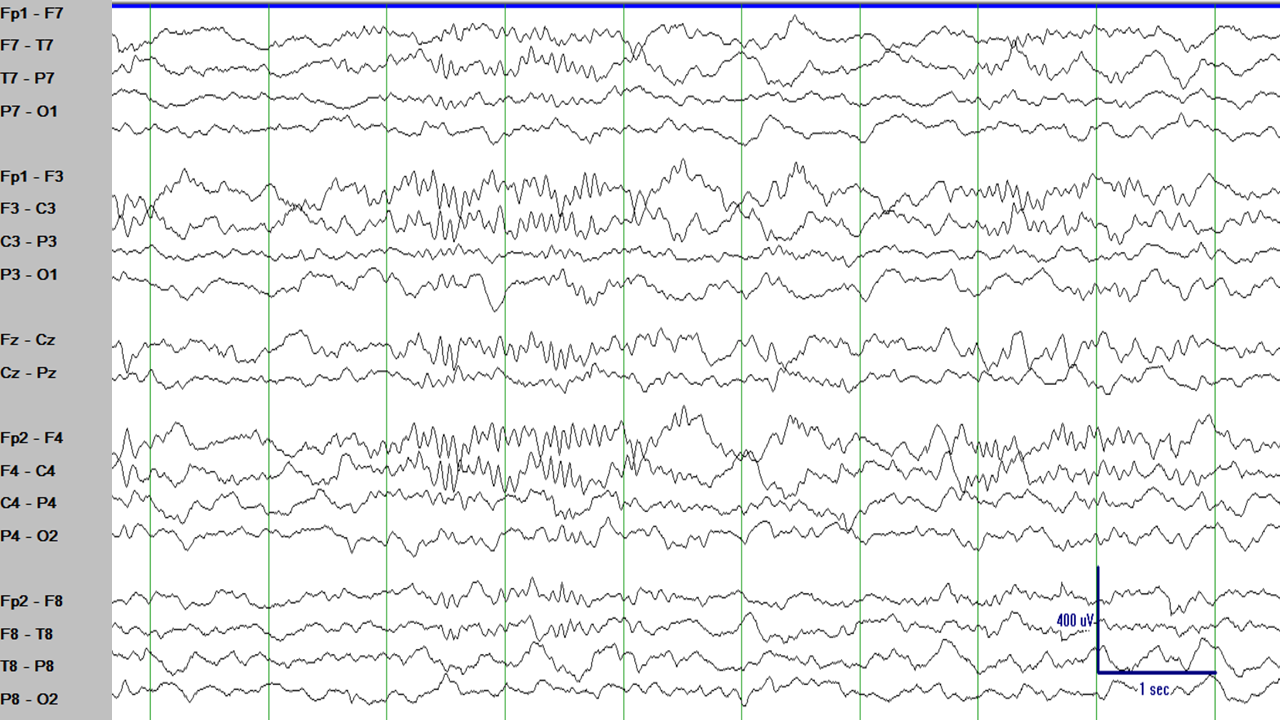 Fp1 - F7
F7 - T7
T7 - P7
P7 - O1
Fp1 - F3
F3 - C3
C3 - P3
P3 - O1
Fz - Cz
Cz - Pz
Fp2 - F4
F4 - C4
C4 - P4
P4 - O2
Fp2 - F8
F8 - T8
T8 - P8
P8 - O2
400 uV
1 sec